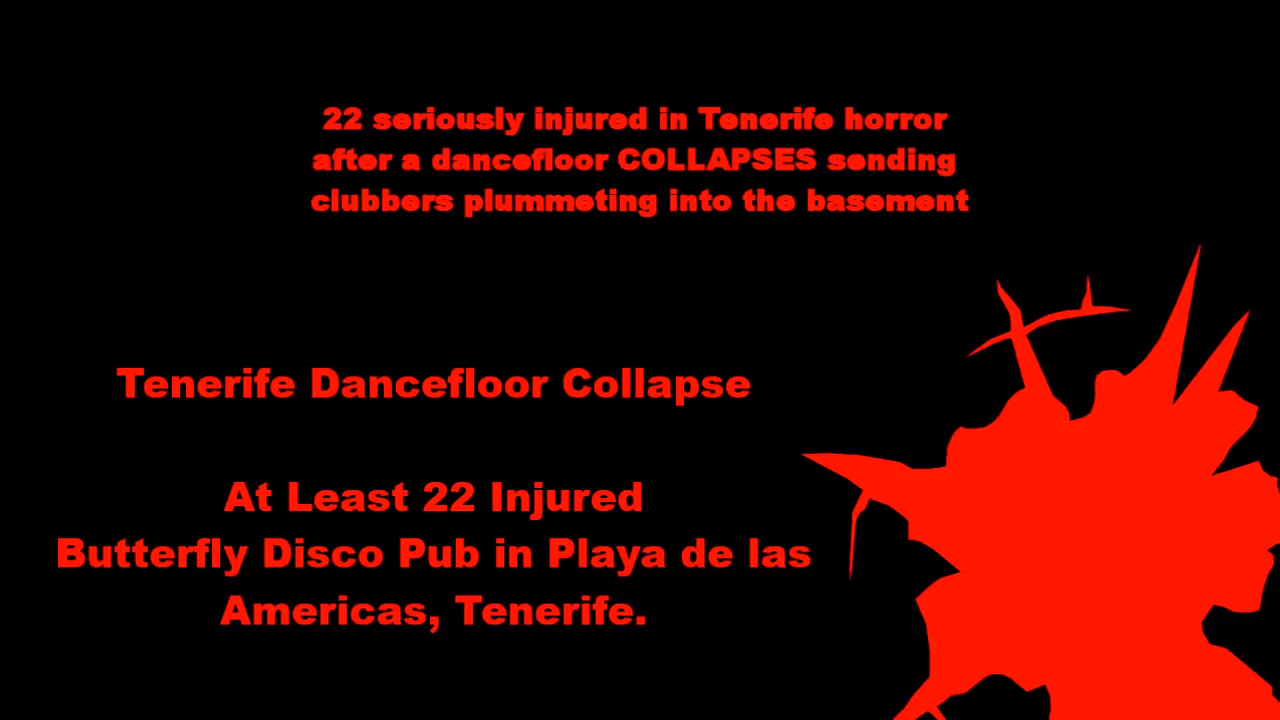 22 seriously injured in Tenerife horror
after a dancefloor COLLAPSES sending
clubbers plummeting into the basement
Tenerife Dancefloor Collapse
At Least 22 Injured
Butterfly Disco Pub in Playa de las
Americas, Tenerife.